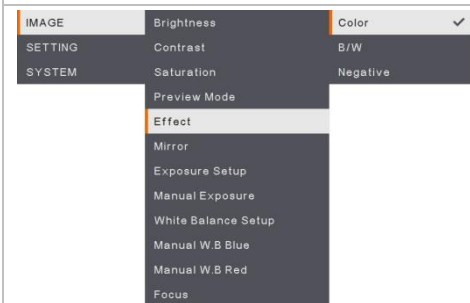 IMAGE
SETTING
SYSTEM
Brightness
Contrast
Saturation
Preview Mode
Effect
Mirror
Exposure Setup
Manual Exposure
White Balance Setup
Manual W.B Blue
Manual W.B Red
Focus
Color
B/W
Negative